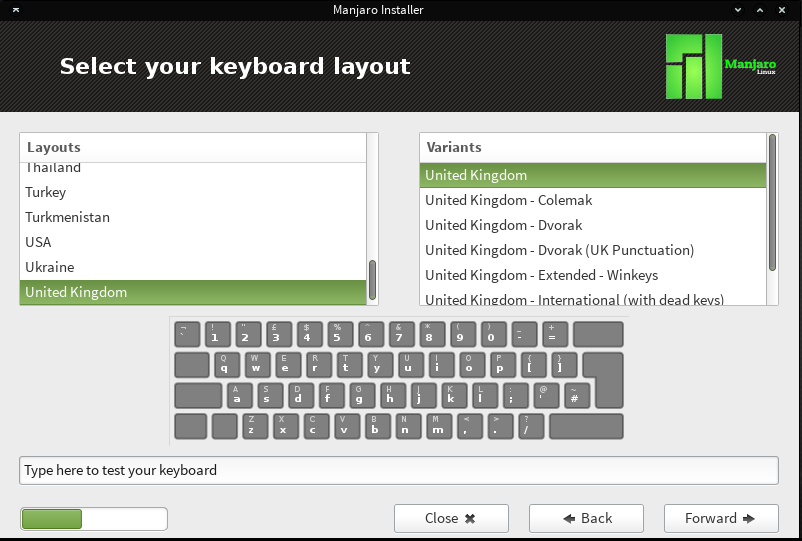 Manjaro Installer
Select your keyboard layout
Manjaro
Linux
Layouts
Thailand
Turkey
Turkmenistan
USA
Ukraine
United Kingdom
Variants
United Kingdom
United Kingdom - Colemak
United Kingdom - Dvorak
United Kingdom - Dvorak (UK Punctuation)
United Kingdom - Extended - Winkeys
United Kingdom - International (with dead keys)
¬ ! " £ $ % ^ & * ( ) _ +
` 1 2 3 4 5 6 7 8 9 0 - =
Q W E R T Y U I O P { }
q w e r t y u i o p [ ]
A S D F G H J K L : @ ~
a s d f g h j k l ; ' #
Z X C V B N M < > ?
z x c v b n m , . /
Type here to test your keyboard
Close
Back
Forward